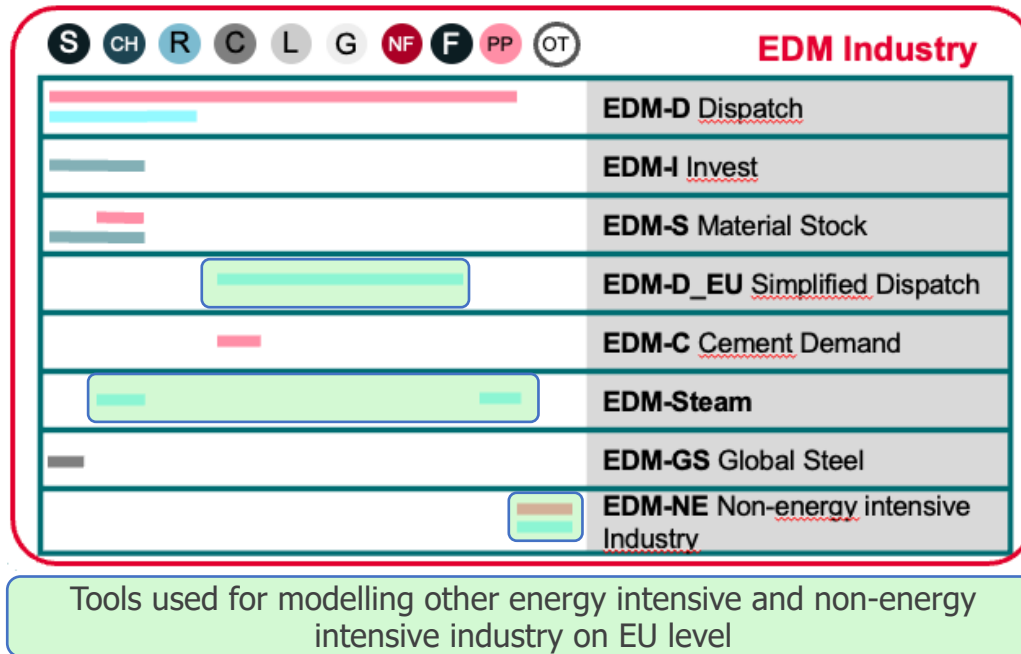 S CH R C L G NF F PP OT
EDM Industry
EDM-D Dispatch
EDM-I Invest
EDM-S Material Stock
EDM-D_EU Simplified Dispatch
EDM-C Cement Demand
EDM-Steam
EDM-GS Global Steel
EDM-NE Non-energy intensive
Industry
Tools used for modelling other energy intensive and non-energy
intensive industry on EU level